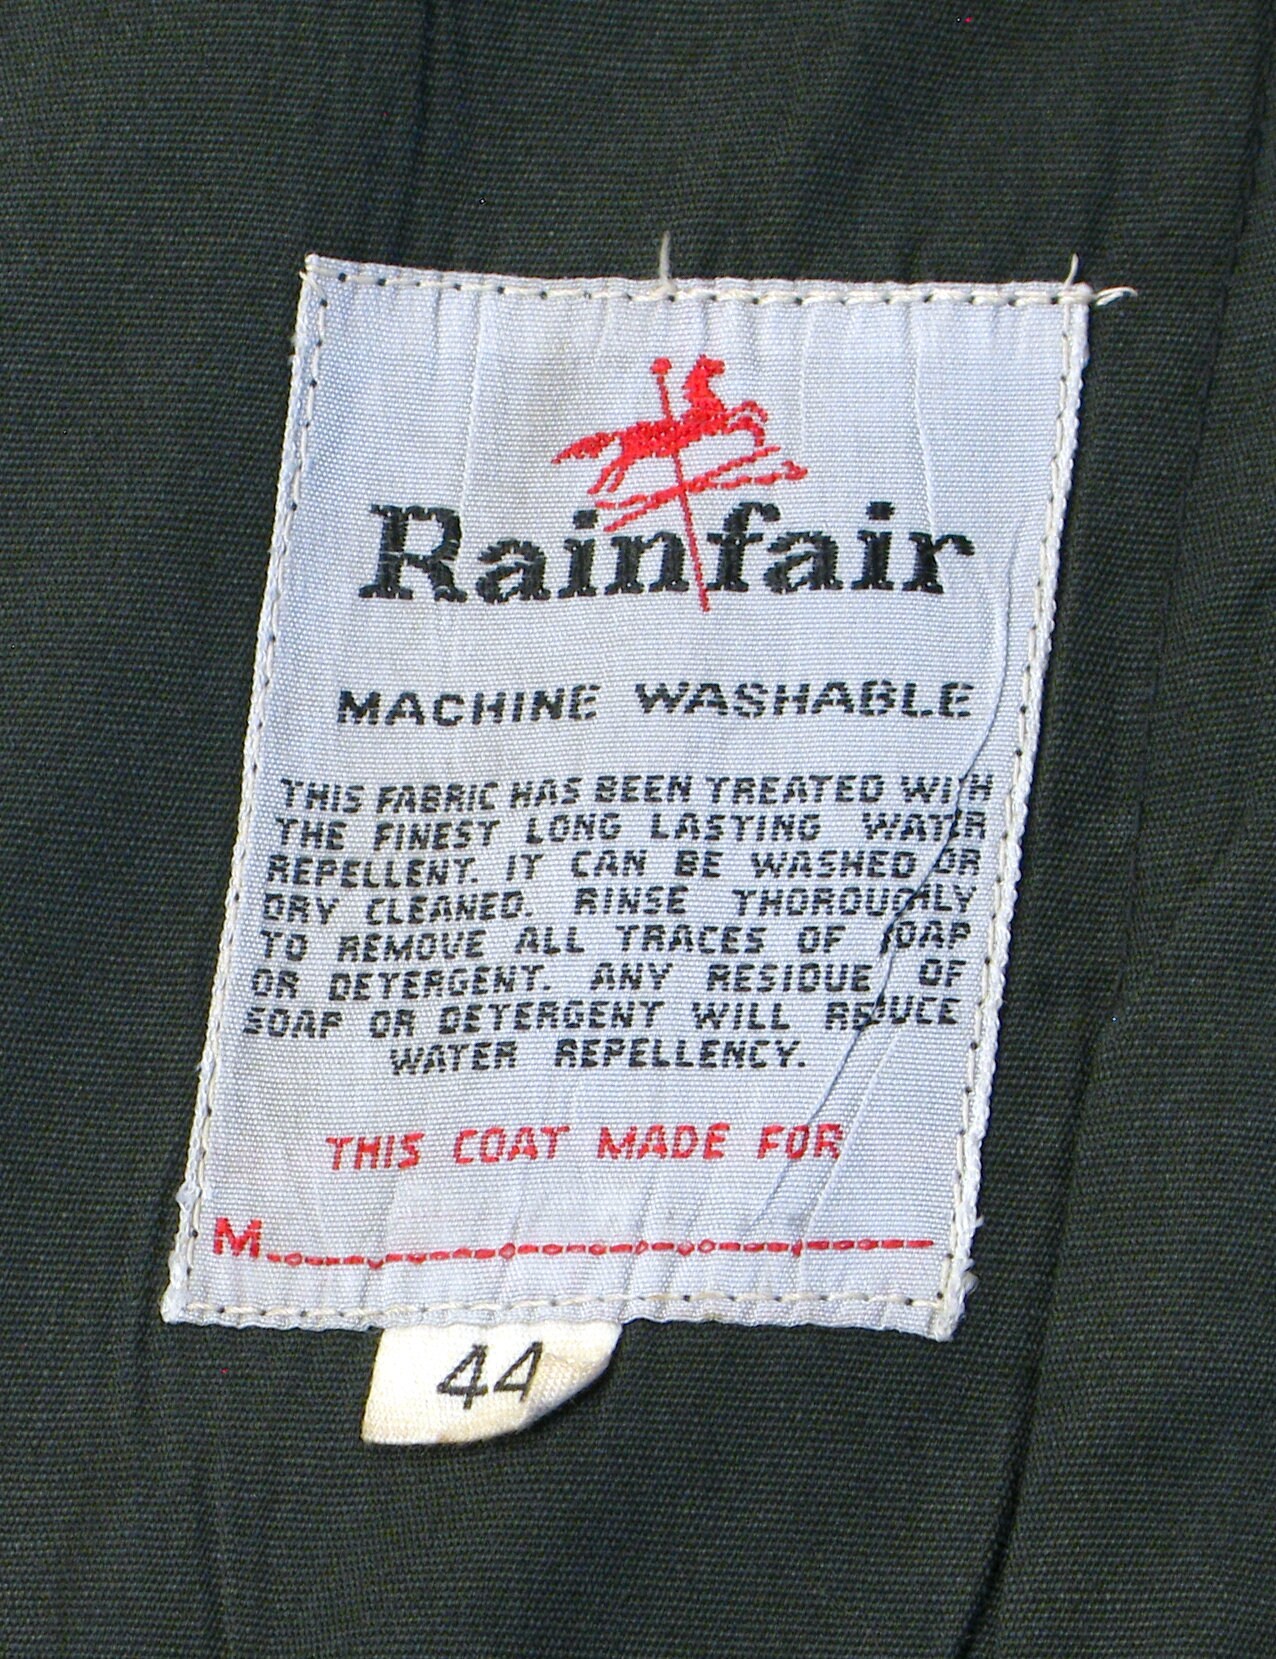 Rainfair
MACHINE WASHABLE
THIS FABRIC HAS BEEN TREATED WITH
THE FINEST LONG LASTING WATER
REPELLENT. IT CAN BE WASHED OR
DRY CLEANED. RINSE THOROUGHLY
TO REMOVE ALL TRACES OF SOAP
OR DETERGENT. ANY RESIDUE OF
SOAP OR DETERGENT WILL REDUCE
WATER REPELLENCY.
THIS COAT MADE FOR
M
44